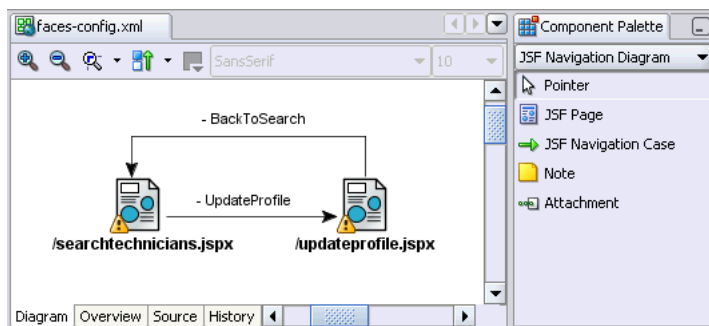 faces-config.xml
SansSerif
10
- BackToSearch
- UpdateProfile
/searchtechnicians.jspx
/updateprofile.jspx
Diagram
Overview
Source
History
Component Palette
JSF Navigation Diagram
Pointer
JSF Page
JSF Navigation Case
Note
Attachment